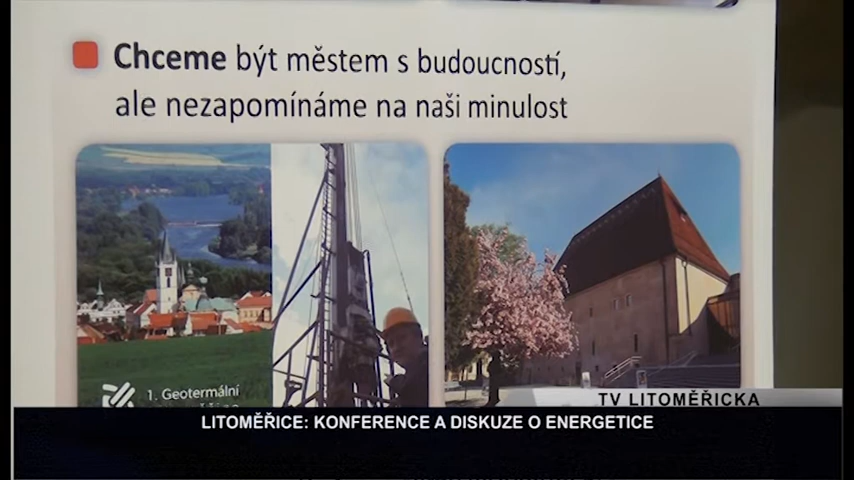 Chceme být městem s budoucností,
ale nezapomínáme na naši minulost
1. Geotermální
TV LITOMĚŘICKA
LITOMĚŘICE: KONFERENCE A DISKUZE O ENERGETICE